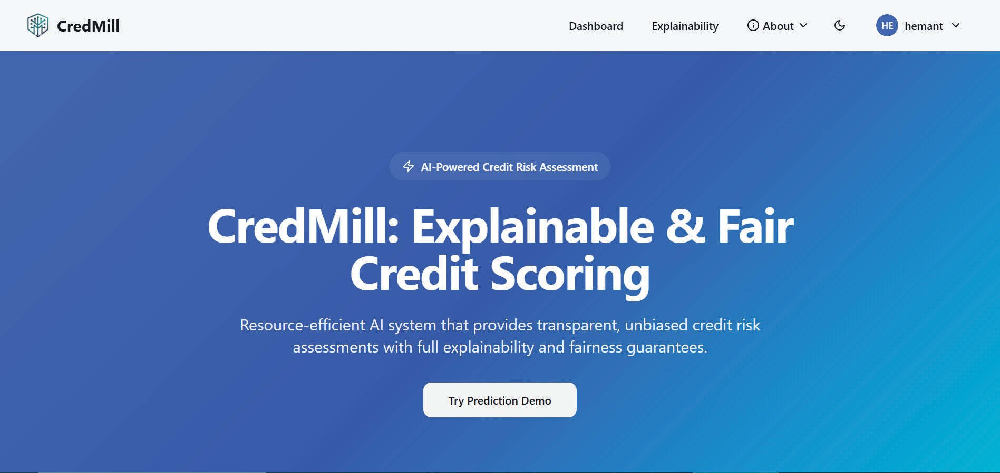 CredMill
Dashboard
Explainability
About
HE
hemant
AI-Powered Credit Risk Assessment
CredMill: Explainable & Fair
Credit Scoring
Resource-efficient AI system that provides transparent, unbiased credit risk
assessments with full explainability and fairness guarantees.
Try Prediction Demo